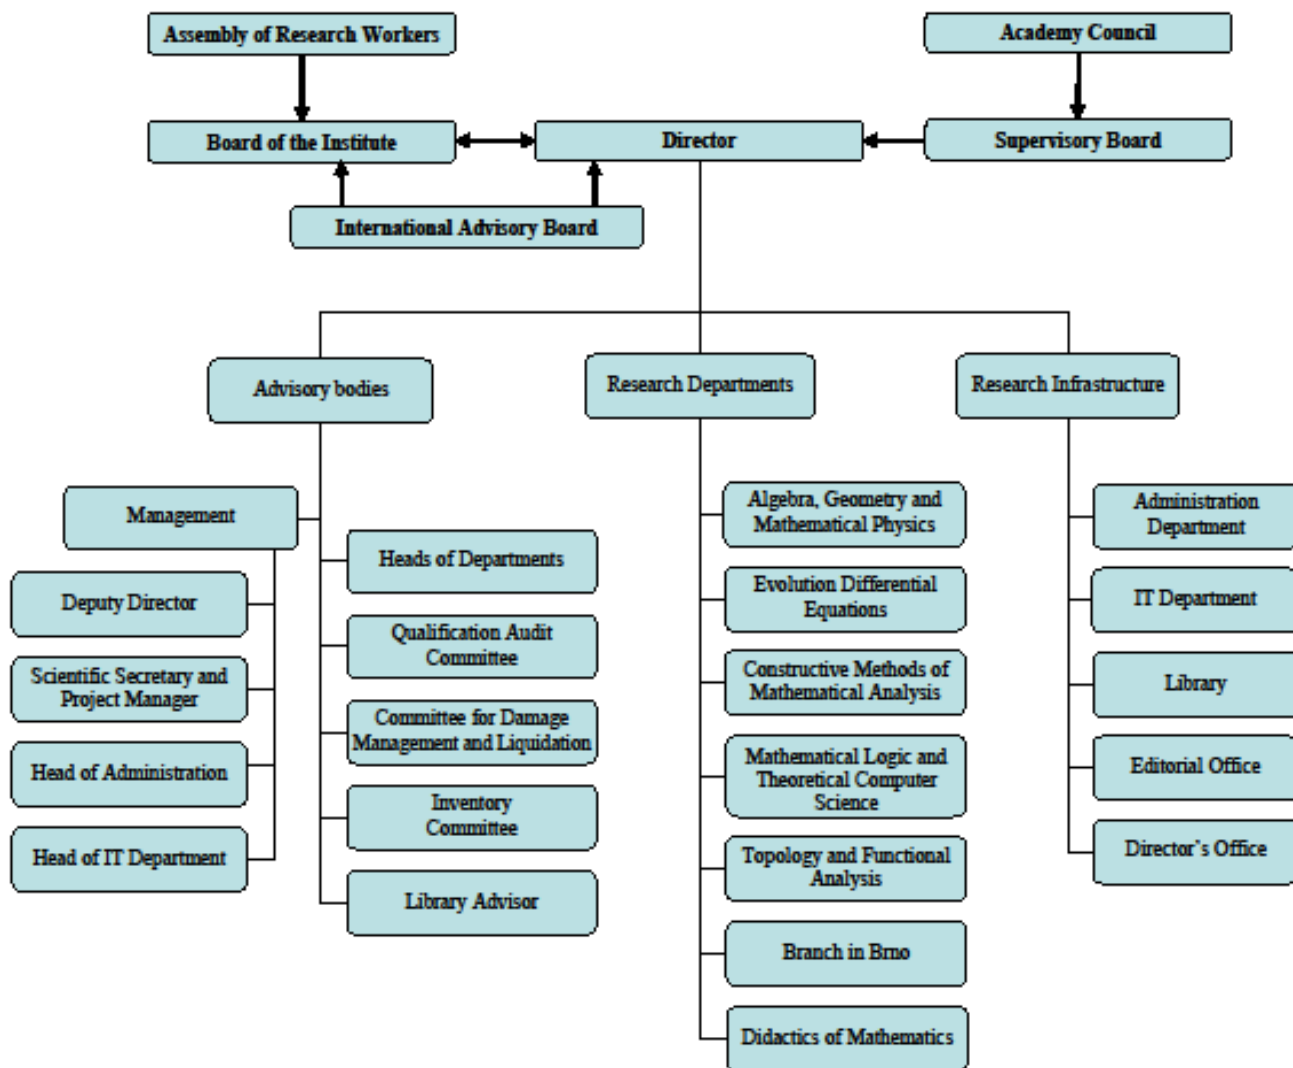 Assembly of Research Workers
Academy Council
Board of the Institute
Director
Supervisory Board
International Advisory Board
Advisory bodies
Research Departments
Research Infrastructure
Management
Deputy Director
Scientific Secretary and
Project Manager
Head of Administration
Head of IT Department
Heads of Departments
Qualification Audit
Committee
Committee for Damage
Management and Liquidation
Inventory
Committee
Library Advisor
Algebra, Geometry and
Mathematical Physics
Evolution Differential
Equations
Constructive Methods of
Mathematical Analysis
Mathematical Logic and
Theoretical Computer
Science
Topology and Functional
Analysis
Branch in Brno
Didactics of Mathematics
Administration
Department
IT Department
Library
Editorial Office
Director's Office